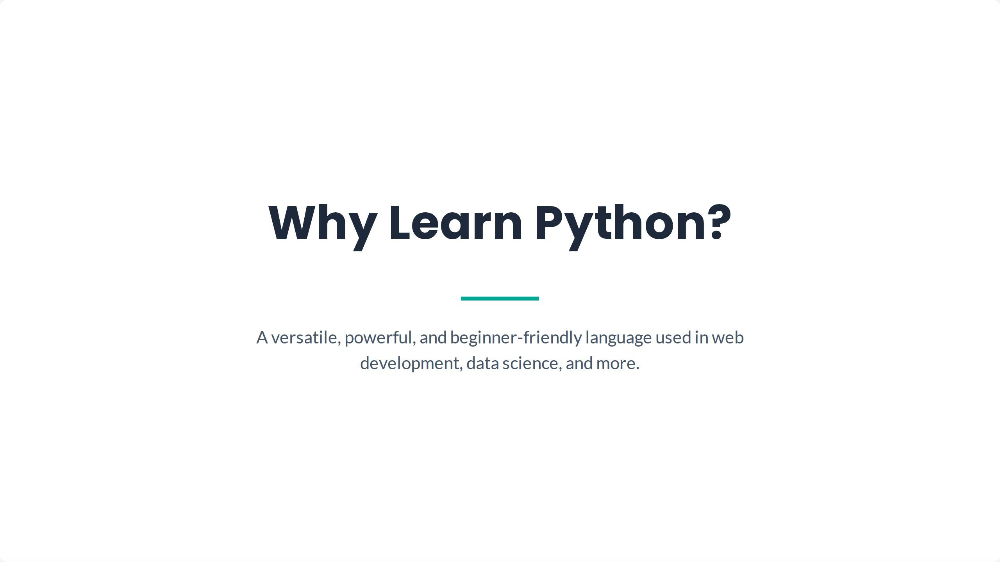 Why Learn Python?
A versatile, powerful, and beginner-friendly language used in web
development, data science, and more.